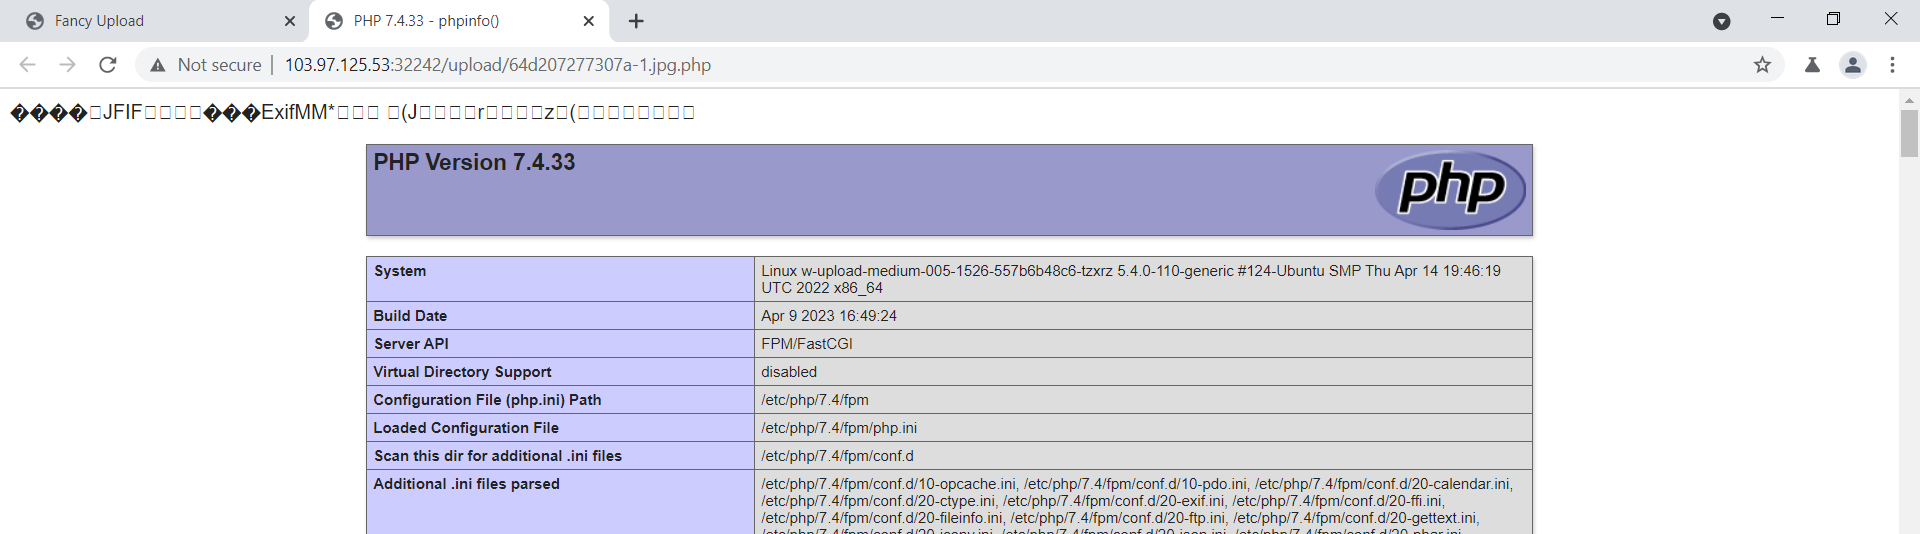 Fancy Upload
PHP 7.4.33 - phpinfo()
Not secure | 103.97.125.53:32242/upload/64d207277307a-1.jpg.php
JFIF ExifMM* (J r z (
PHP Version 7.4.33
php
System Linux w-upload-medium-005-1526-557b6b48c6-tzxrz 5.4.0-110-generic #124-Ubuntu SMP Thu Apr 14 19:46:19
UTC 2022 x86_64
Build Date Apr 9 2023 16:49:24
Server API FPM/FastCGI
Virtual Directory Support disabled
Configuration File (php.ini) Path /etc/php/7.4/fpm
Loaded Configuration File /etc/php/7.4/fpm/php.ini
Scan this dir for additional .ini files /etc/php/7.4/fpm/conf.d
Additional .ini files parsed /etc/php/7.4/fpm/conf.d/10-opcache.ini, /etc/php/7.4/fpm/conf.d/10-pdo.ini, /etc/php/7.4/fpm/conf.d/20-calendar.ini,
/etc/php/7.4/fpm/conf.d/20-ctype.ini, /etc/php/7.4/fpm/conf.d/20-exif.ini, /etc/php/7.4/fpm/conf.d/20-ffi.ini,
/etc/php/7.4/fpm/conf.d/20-fileinfo.ini, /etc/php/7.4/fpm/conf.d/20-ftp.ini, /etc/php/7.4/fpm/conf.d/20-gettext.ini,